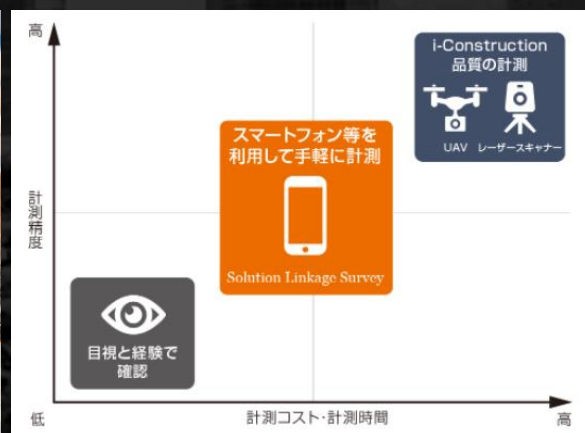 高
i-Construction
品質の計測
UAV レーザースキャナー
スマートフォン等を
利用して手軽に計測
Solution Linkage Survey
計測精度
目視と経験で
確認
低
計測コスト・計測時間
高